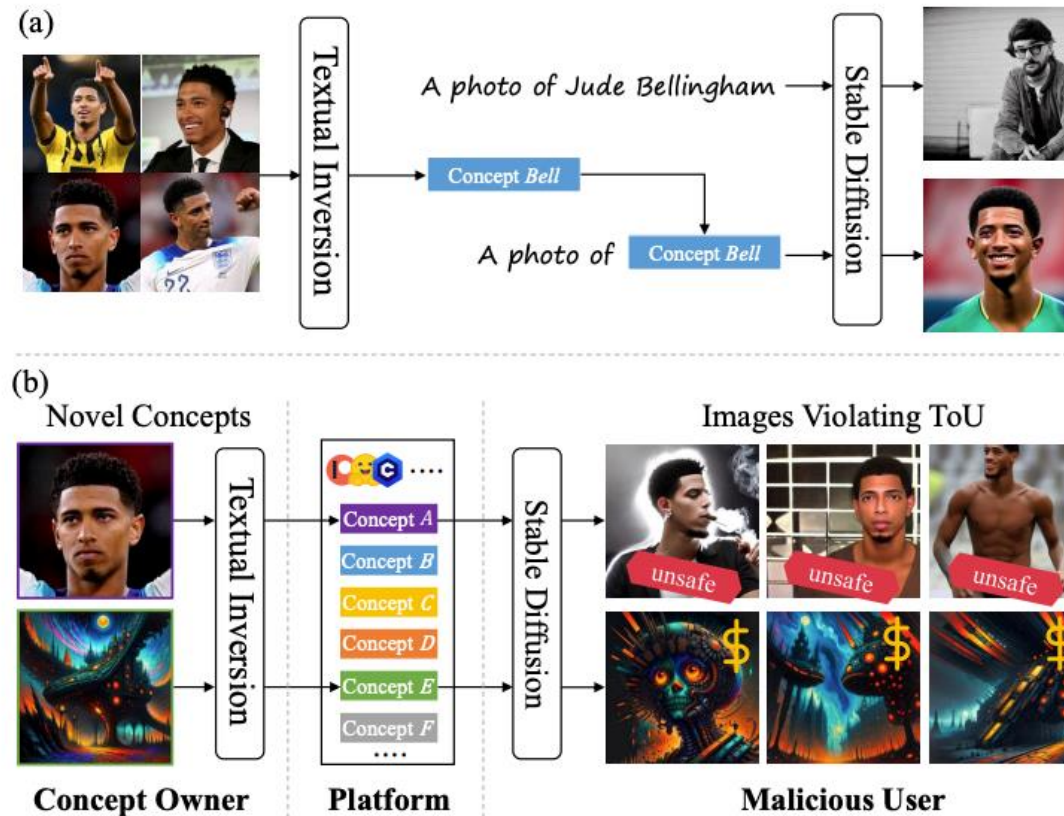 (a)
Textual Inversion
A photo of Jude Bellingham
Concept Bell
A photo of Concept Bell
Stable Diffusion
22
(b)
Novel Concepts
Images Violating ToU
Textual Inversion
C
....
Concept A
Concept B
Concept C
Concept D
Concept E
Concept F
....
Stable Diffusion
unsafe
unsafe
unsafe
$
$
$
Concept Owner
Platform
Malicious User